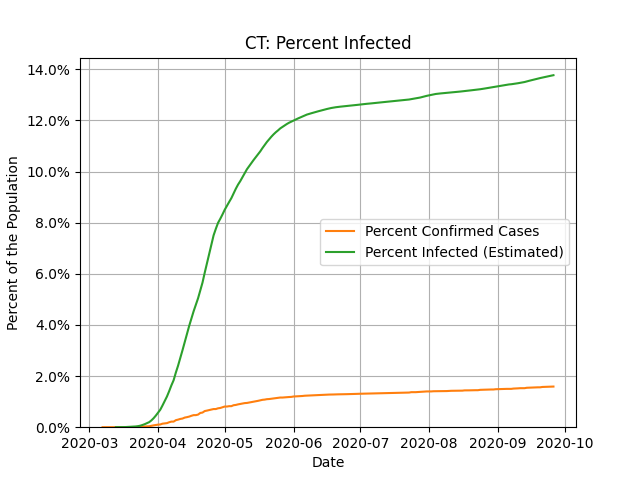 CT: Percent Infected
Percent of the Population
14.0%
12.0%
10.0%
8.0%
6.0%
4.0%
2.0%
0.0%
Percent Confirmed Cases
Percent Infected (Estimated)
2020-03 2020-04 2020-05 2020-06 2020-07 2020-08 2020-09 2020-10
Date